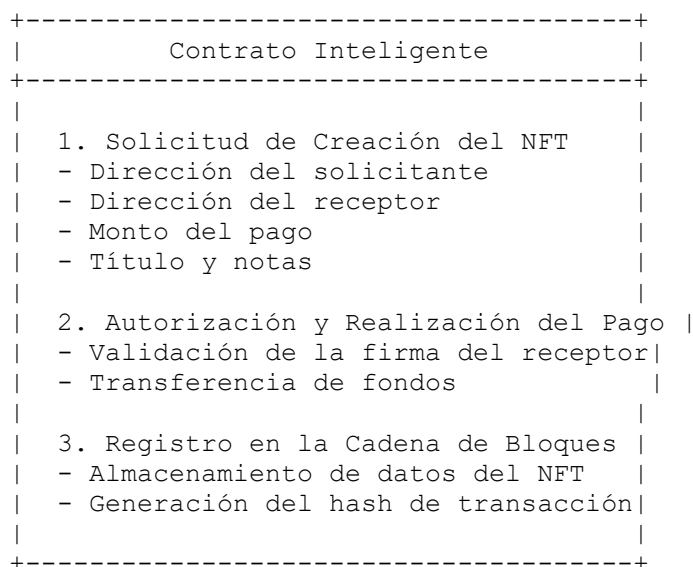 +---------------------------------------+
|         Contrato Inteligente          |
+---------------------------------------+
|                                       |
|  1. Solicitud de Creación del NFT     |
|  - Dirección del solicitante          |
|  - Dirección del receptor             |
|  - Monto del pago                     |
|  - Título y notas                     |
|                                       |
|  2. Autorización y Realización del Pago |
|  - Validación de la firma del receptor|
|  - Transferencia de fondos             |
|                                       |
|  3. Registro en la Cadena de Bloques  |
|  - Almacenamiento de datos del NFT    |
|  - Generación del hash de transacción|
|                                       |
+---------------------------------------+